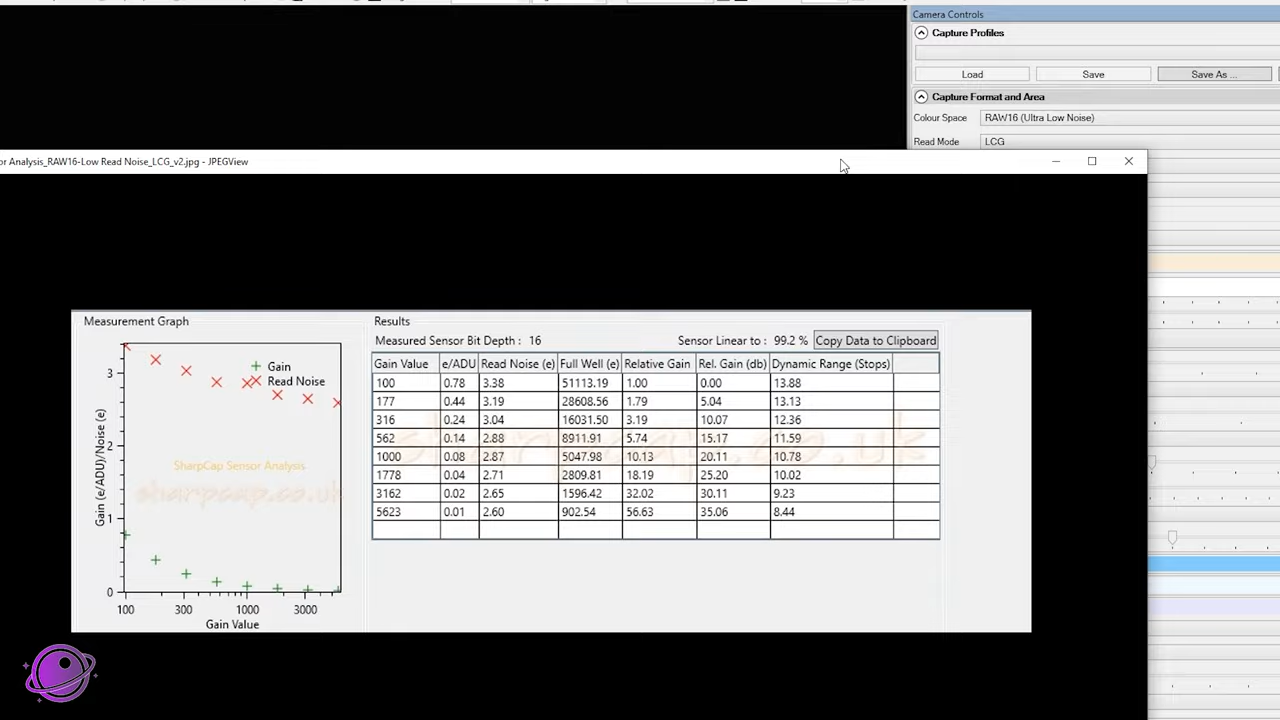 Camera Controls
Capture Profiles
Load Save Save As ...
Capture Format and Area
Colour Space RAW16 (Ultra Low Noise)
Read Mode LCG
or Analysis_RAW16-Low Read Noise_LCG_v2.jpg - JPEGView
Measurement Graph
Results
Measured Sensor Bit Depth : 16 Sensor Linear to : 99.2 % Copy Data to Clipboard
Gain Value e/ADU Read Noise (e) Full Well (e) Relative Gain Rel. Gain (db) Dynamic Range (Stops)
100 0.78 3.38 51113.19 1.00 0.00 13.88
177 0.44 3.19 28608.56 1.79 5.04 13.13
316 0.24 3.04 16031.50 3.19 10.07 12.36
562 0.14 2.88 8911.91 5.74 15.17 11.59
1000 0.08 2.87 5047.98 10.13 20.11 10.78
1778 0.04 2.71 2809.81 18.19 25.20 10.02
3162 0.02 2.65 1596.42 32.02 30.11 9.23
5623 0.01 2.60 902.54 56.63 35.06 8.44
sharpcap.co.uk
Gain
Read Noise
SharpCap Sensor Analysis
sharpcap.co.uk
Gain (e/ADU)/Noise (e)
3
2
1
0
100 300 1000 3000
Gain Value